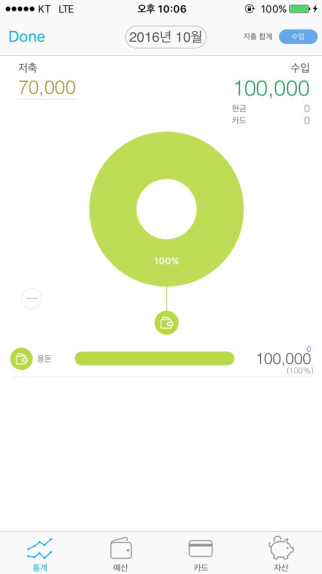 KT LTE 오후 10:06 100%
Done 2016년 10월 지출 합계 수입
저축 수입
70,000 100,000
현금 0
카드 0
100%
용돈 100,000 0
(100%)
통계 예산 카드 자산